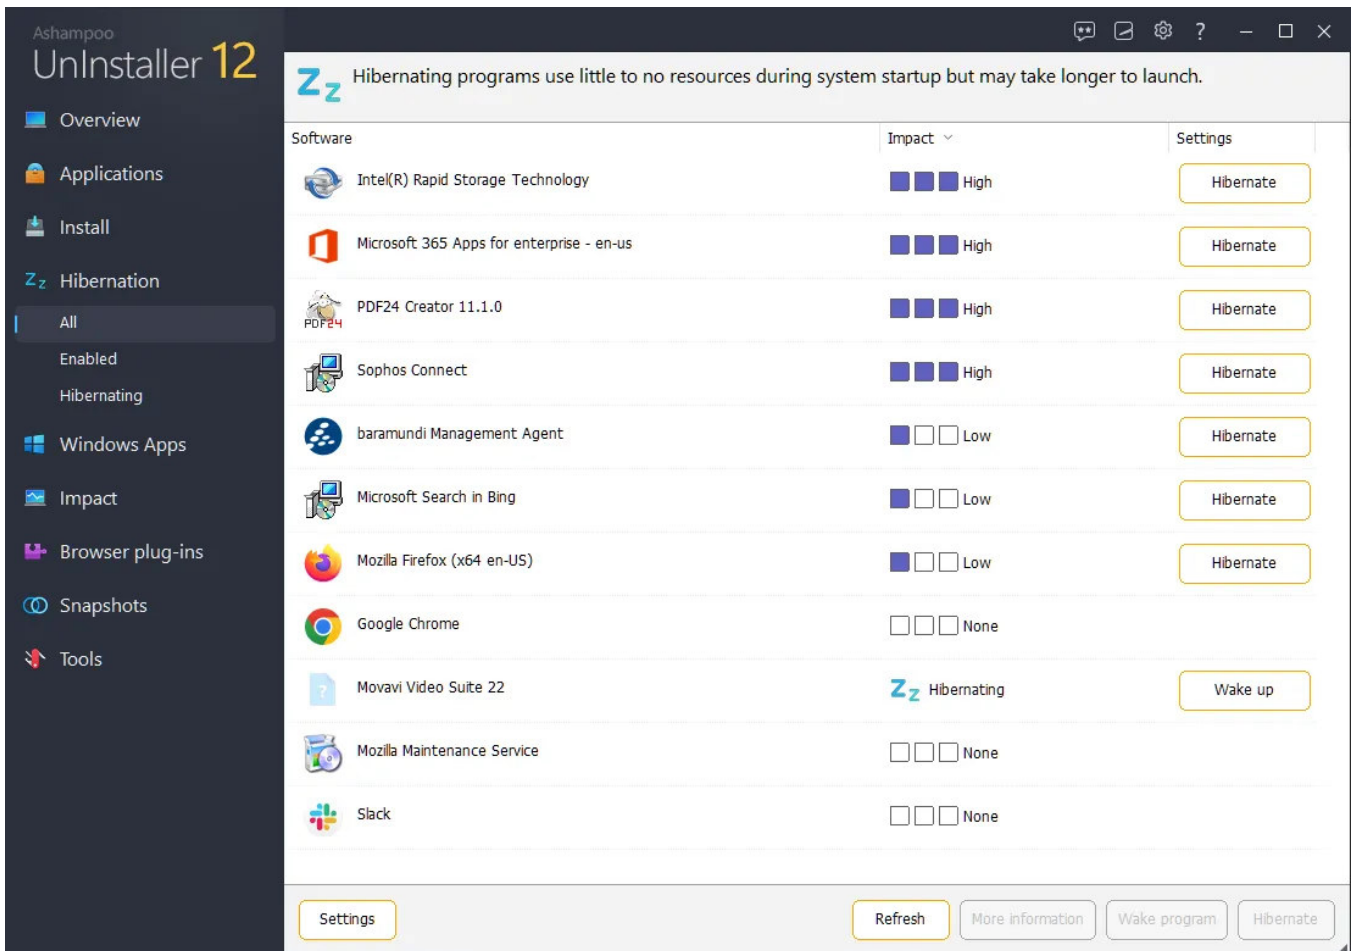 Ashampoo
UnInstaller 12
Overview
Applications
Install
Zz Hibernation
All
Enabled
Hibernating
Windows Apps
Impact
Browser plug-ins
Snapshots
Tools
?
Zz Hibernating programs use little to no resources during system startup but may take longer to launch.
Software Impact Settings
Intel(R) Rapid Storage Technology High Hibernate
Microsoft 365 Apps for enterprise - en-us High Hibernate
PDF24 PDF24 Creator 11.1.0 High Hibernate
Sophos Connect High Hibernate
baramundi Management Agent Low Hibernate
Microsoft Search in Bing Low Hibernate
Mozilla Firefox (x64 en-US) Low Hibernate
Google Chrome None
? Movavi Video Suite 22 Zz Hibernating Wake up
Mozilla Maintenance Service None
Slack None
Settings Refresh More information Wake program Hibernate